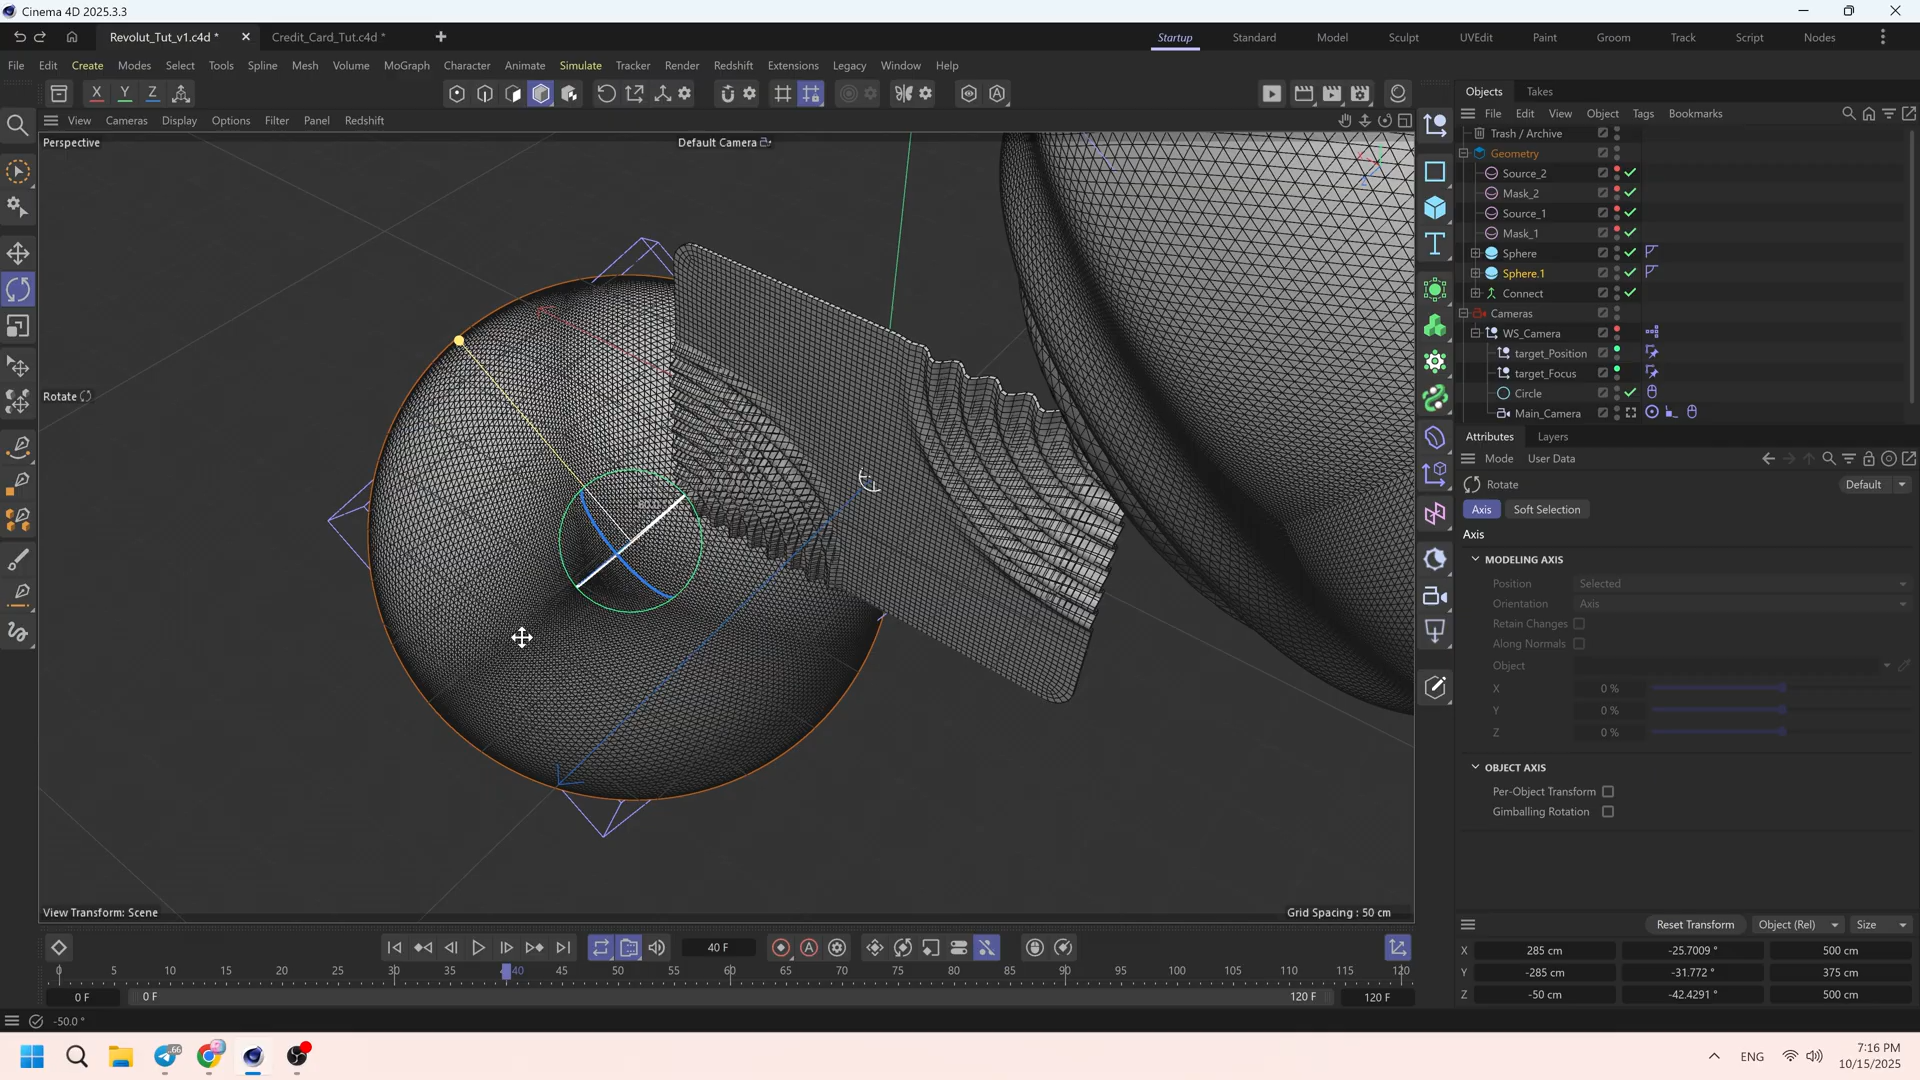 Cinema 4D 2025.3.3
Revolut_Tut_v1.c4d *
Credit_Card_Tut.c4d *
Startup
Standard
Model
Sculpt
UVEdit
Paint
Groom
Track
Script
Nodes
File Edit Create Modes Select Tools Spline Mesh Volume MoGraph Character Animate Simulate Tracker Render Redshift Extensions Legacy Window Help
Objects Takes
X Y Z
View Cameras Display Options Filter Panel Redshift
File Edit View Object Tags Bookmarks
Perspective
Default Camera
Trash / Archive
Geometry
Source_2
Mask_2
Source_1
Mask_1
Sphere
Sphere.1
Connect
Cameras
WS_Camera
target_Position
target_Focus
Circle
Main_Camera
Rotate
Attributes Layers
Mode User Data
Rotate
Default
Axis
Soft Selection
Axis
MODELING AXIS
Position Selected
Orientation Axis
Retain Changes
Along Normals
Object
X 0 %
Y 0 %
Z 0 %
OBJECT AXIS
Per-Object Transform
Gimballing Rotation
View Transform: Scene
Grid Spacing : 50 cm
Reset Transform
Object (Rel)
Size
40 F
X 285 cm -25.7009 ° 500 cm
Y -285 cm -31.772 ° 375 cm
Z -50 cm -42.4291 ° 500 cm
0 5 10 15 20 25 30 35 40 45 50 55 60 65 70 75 80 85 90 95 100 105 110 115 120
0 F
0 F
120 F
120 F
-50.0 °
66
ENG
7:16 PM
10/15/2025